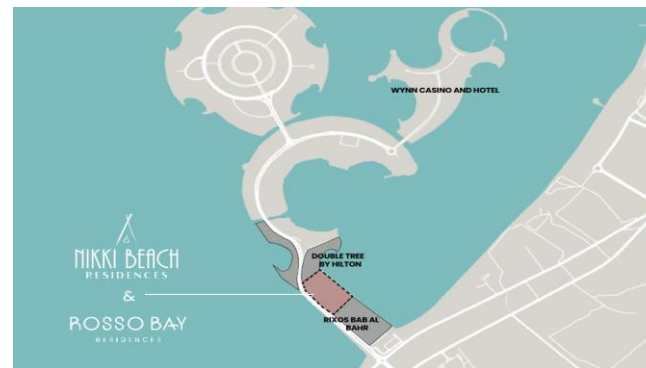 WYNN CASINO AND HOTEL
DOUBLE TREE
BY HILTON
NIKKI BEACH
RESIDENCES
&
ROSSO BAY
RESIDENCES
RIXOS BAB AL
BAHR